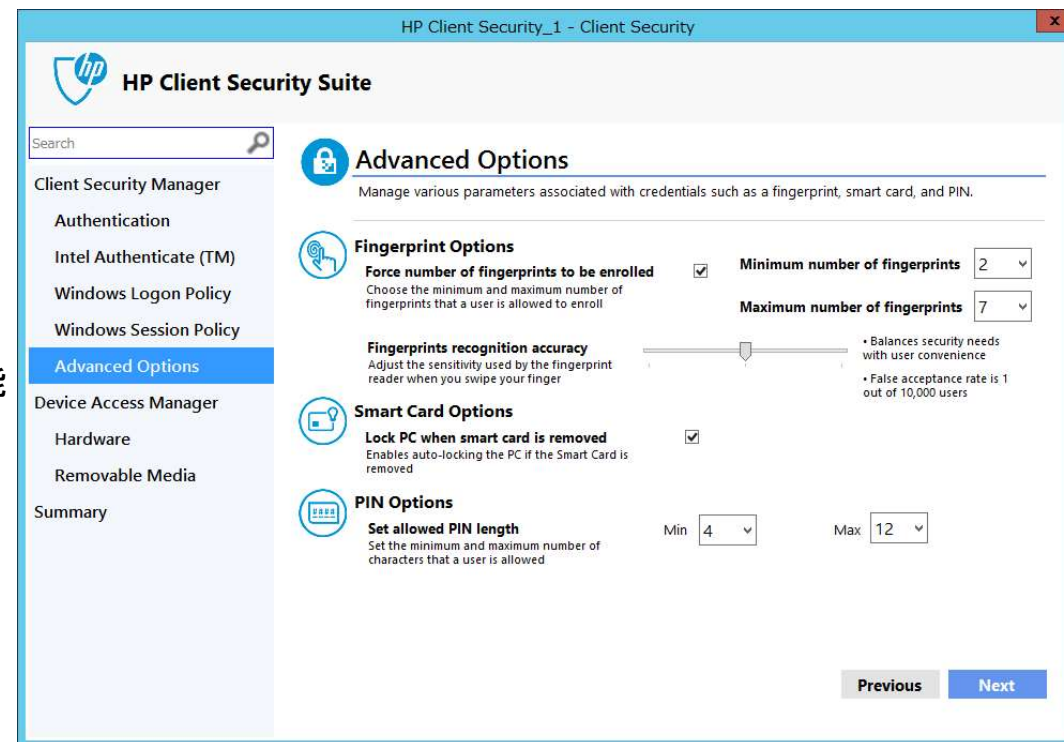 HP Client Security_1 - Client Security
x
hp
HP Client Security Suite
Search
Client Security Manager
Authentication
Intel Authenticate (TM)
Windows Logon Policy
Windows Session Policy
Advanced Options
Device Access Manager
Hardware
Removable Media
Summary
Advanced Options
Manage various parameters associated with credentials such as a fingerprint, smart card, and PIN.
Fingerprint Options
Force number of fingerprints to be enrolled
Choose the minimum and maximum number of
fingerprints that a user is allowed to enroll
Minimum number of fingerprints 2
Maximum number of fingerprints 7
Fingerprints recognition accuracy
Adjust the sensitivity used by the fingerprint
reader when you swipe your finger
• Balances security needs
with user convenience
• False acceptance rate is 1
out of 10,000 users
Smart Card Options
Lock PC when smart card is removed
Enables auto-locking the PC if the Smart Card is
removed
PIN Options
Set allowed PIN length
Set the minimum and maximum number of
characters that a user is allowed
Min 4
Max 12
Previous
Next